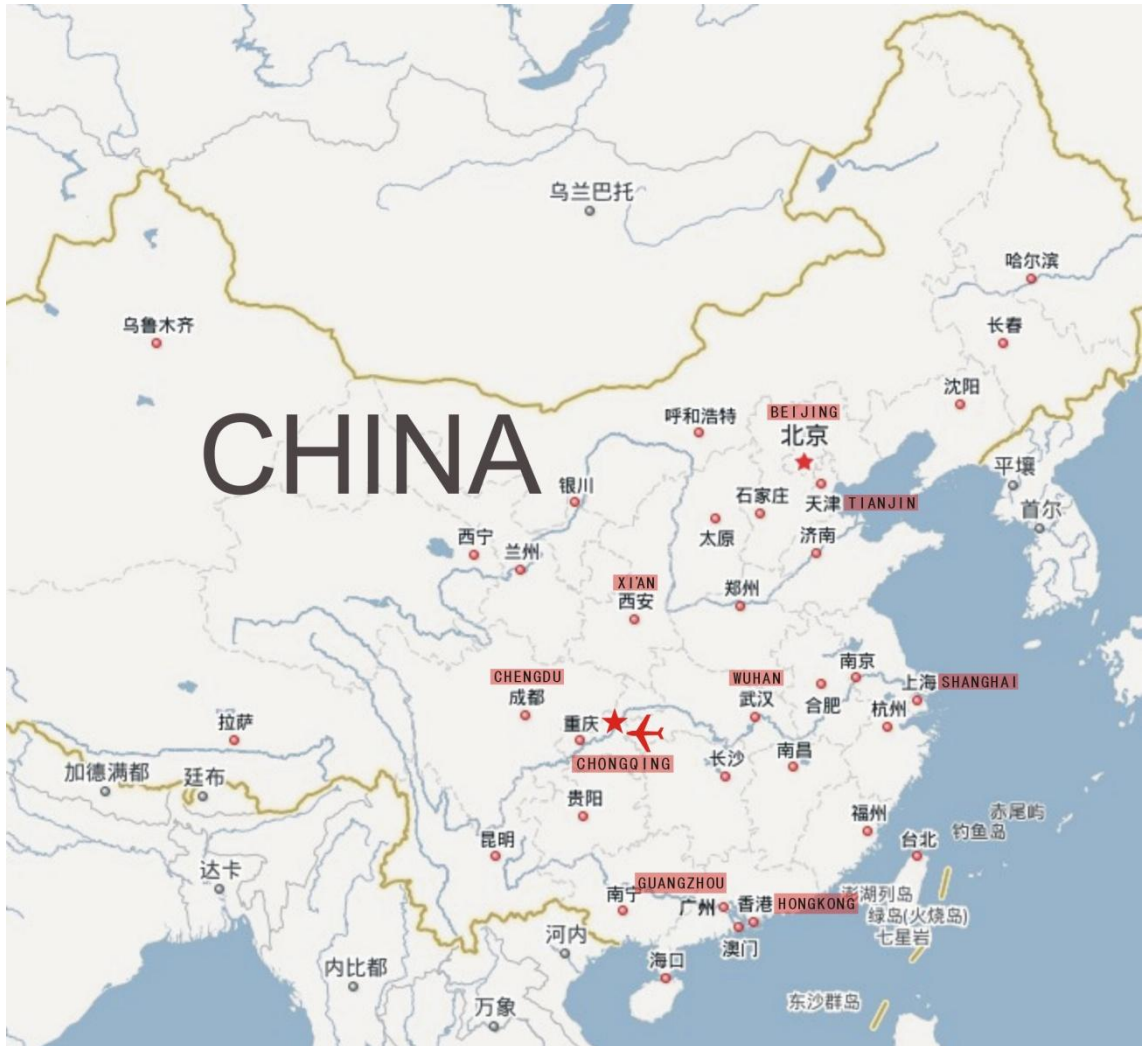 乌兰巴托
哈尔滨
乌鲁木齐
长春
沈阳
BEIJING
呼和浩特
北京
CHINA
平壤
银川
石家庄
天津 TIANJIN
首尔
太原
济南
西宁
兰州
XI'AN
西安
郑州
南京
CHENGDU
成都
WUHAN
武汉
合肥
上海 SHANGHAI
杭州
拉萨
重庆
CHONGQING
长沙
南昌
加德满都
廷布
贵阳
福州
赤尾屿
钓鱼岛
昆明
台北
达卡
GUANGZHOU
南宁
广州
香港 HONGKONG
澎湖列岛
绿岛(火烧岛)
七星岩
河内
澳门
内比都
海口
万象
东沙群岛